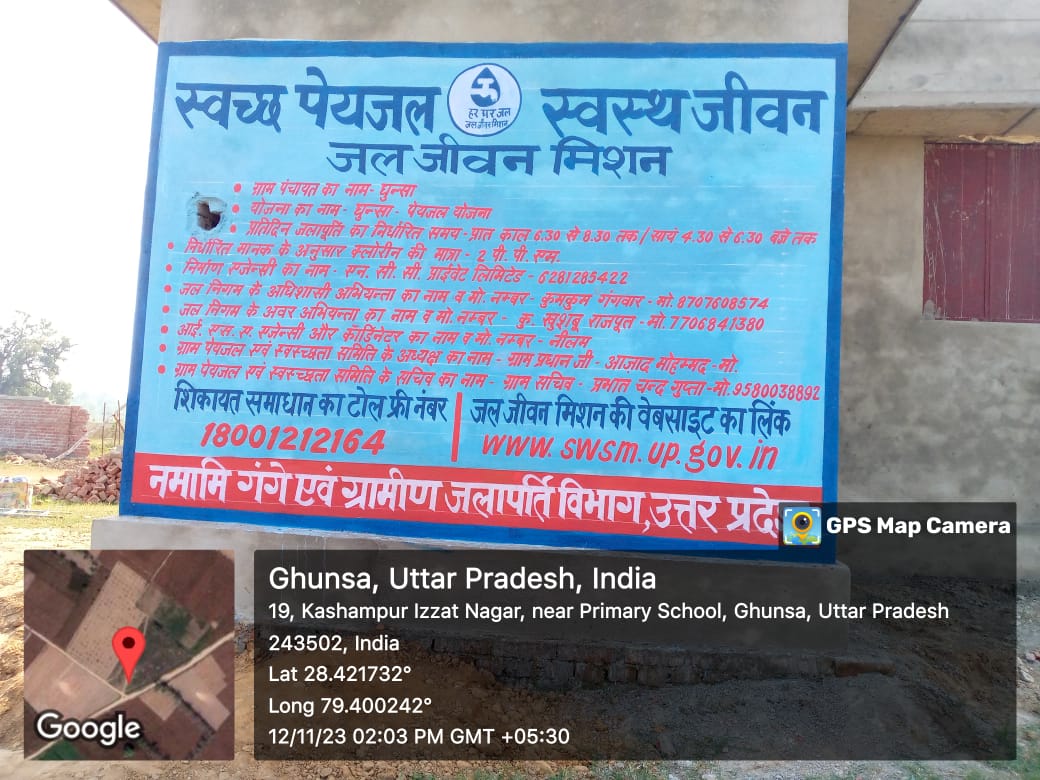 स्वच्छ पेयजल स्वस्थ जीवन
हर घर जल
जल जीवन मिशन
जल जीवन मिशन
• ग्राम पंचायत का नाम- घुन्सा
• योजना का नाम - घुन्सा - पेयजल योजना
• प्रतिदिन जलापूर्ति का निर्धारित समय - प्रातः काल 6.30 से 8.30 तक / सायं 4.30 से 6.30 बजे तक
• निर्धारित मानक के अनुसार क्लोरीन की मात्रा - 2 पी. पी. एम.
• निर्माण एजेन्सी का नाम - एन. सी. सी. प्राईवेट लिमिटेड - 6281285422
• जल निगम के अधिशासी अभियन्ता का नाम व मो. नम्बर - कुमकुम गंगवार - मो. 8707608574
• जल निगम के अवर अभियन्ता का नाम व मो. नम्बर - कु. खुशबू राजपूत - मो. 7706841380
• आई. एस. ए. एजेन्सी और कॉर्डिनेटर का नाम व मो. नम्बर - नीलम
• ग्राम पेयजल एवं स्वच्छता समिति के अध्यक्ष का नाम - ग्राम प्रधान जी - आज़ाद मोहम्मद - मो.
• ग्राम पेयजल एवं स्वच्छता समिति के सचिव का नाम - ग्राम सचिव - प्रभात चन्द गुप्ता - मो. 9580038892
शिकायत समाधान का टोल फ्री नंबर
18001212164
जल जीवन मिशन की वेबसाइट का लिंक
www.swsm.up.gov.in
नमामि गंगे एवं ग्रामीण जलापर्ति विभाग, उत्तर प्रदेश
GPS Map Camera
Ghunsa, Uttar Pradesh, India
19, Kashampur Izzat Nagar, near Primary School, Ghunsa, Uttar Pradesh
243502, India
Lat 28.421732°
Long 79.400242°
12/11/23 02:03 PM GMT +05:30
Google